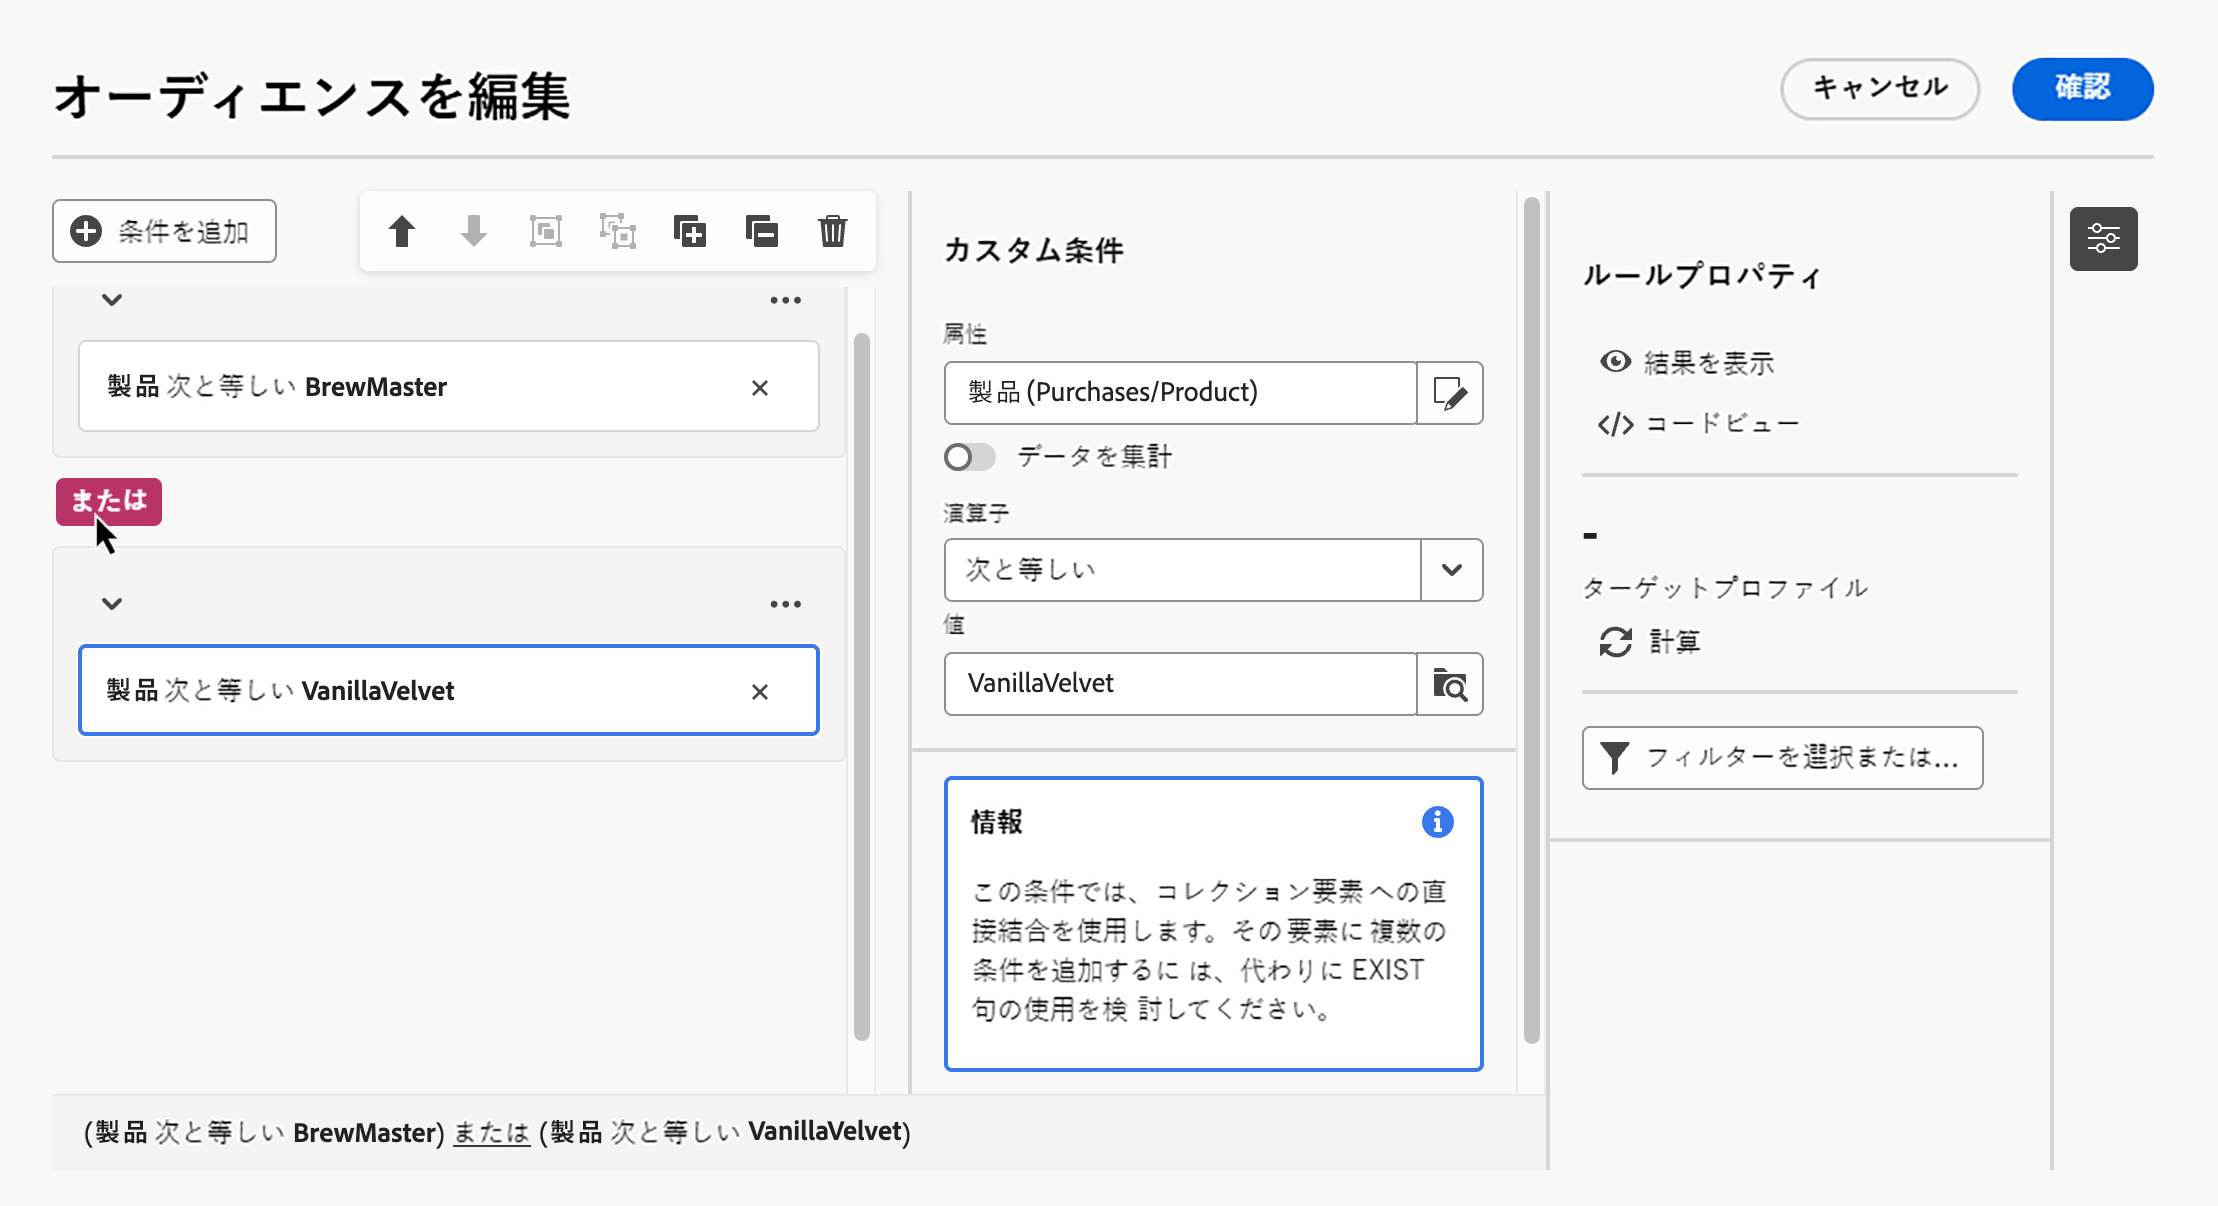 オーディエンスを編集
キャンセル
確認
条件を追加
製品 次と等しい BrewMaster
または
製品 次と等しい VanillaVelvet
カスタム条件
属性
製品 (Purchases/Product)
データを集計
演算子
次と等しい
値
VanillaVelvet
情報
この条件では、コレクション要素 への直
接結合を使用します。その要素に 複数の
条件を追加するに は、代わりに EXIST
句の使用を検 討してください。
ルールプロパティ
結果を表示
コードビュー
-
ターゲットプロファイル
計算
フィルターを選択または...
(製品 次と等しい BrewMaster) または (製品 次と等しい VanillaVelvet)